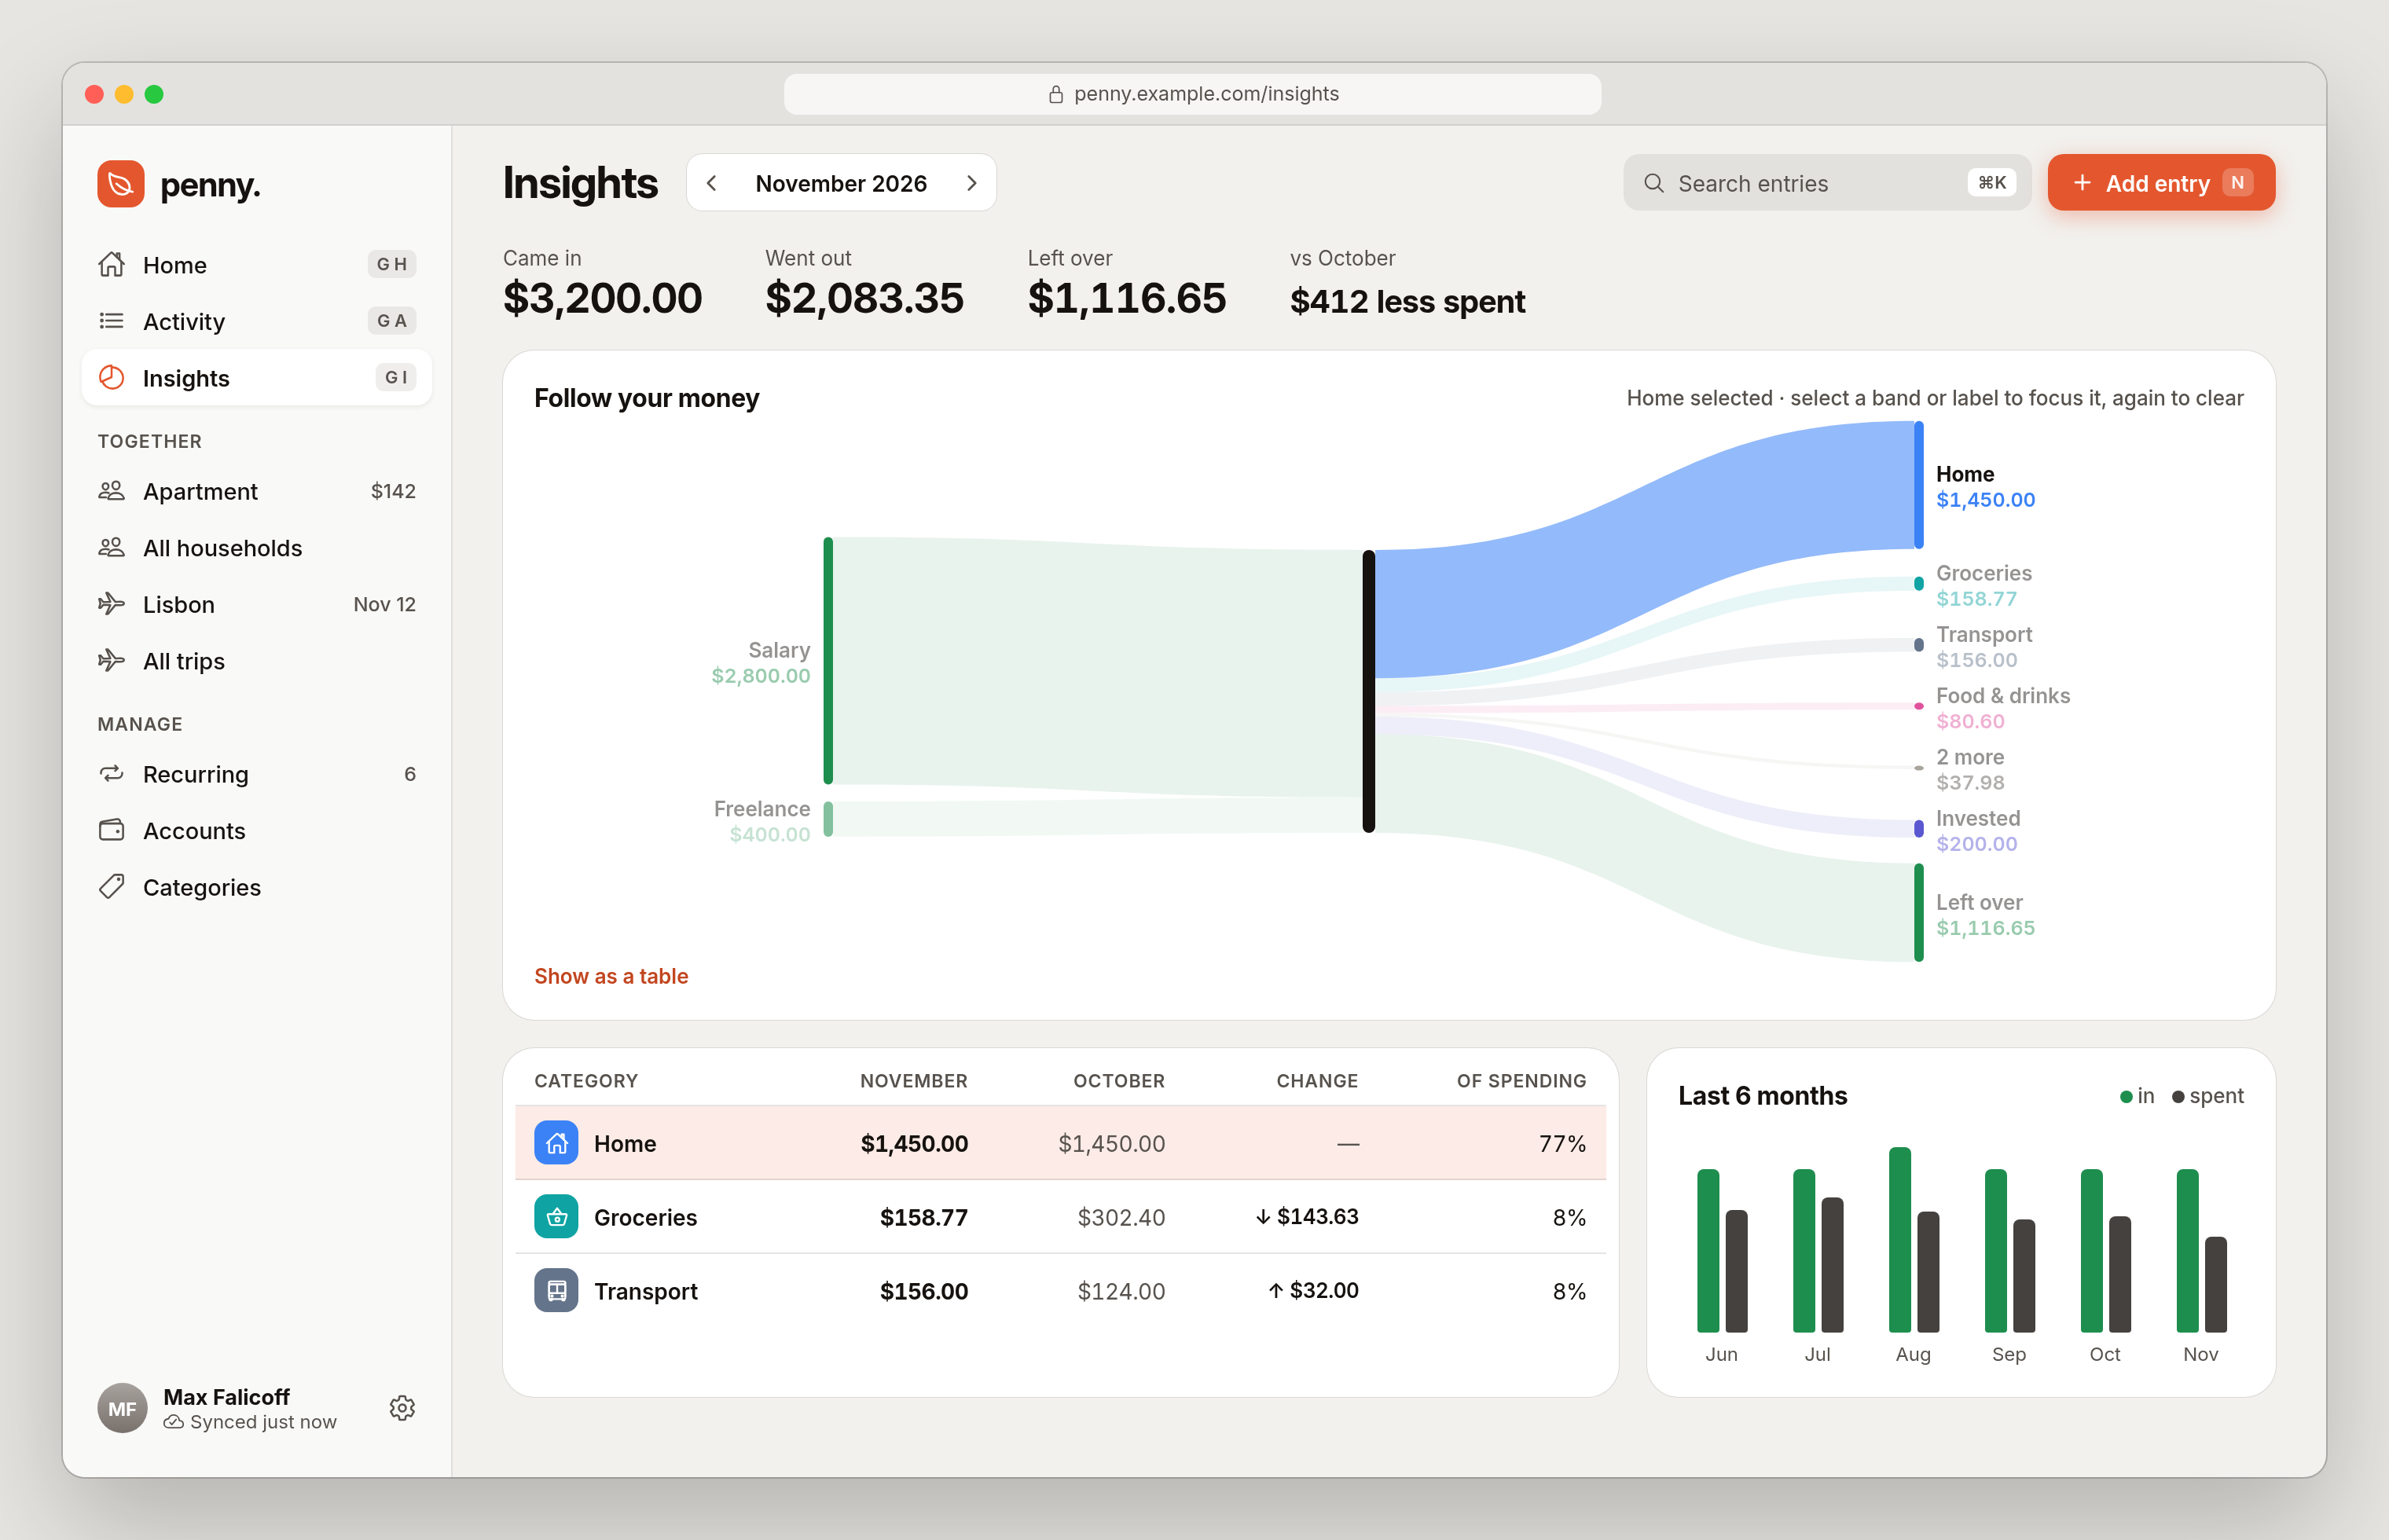 penny.example.com/insights
penny.
Home G H
Activity G A
Insights G I
TOGETHER
Apartment $142
All households
Lisbon Nov 12
All trips
MANAGE
Recurring 6
Accounts
Categories
MF
Max Falicoff
Synced just now
Insights
November 2026
Search entries ⌘K
+ Add entry N
Came in
$3,200.00
Went out
$2,083.35
Left over
$1,116.65
vs October
$412 less spent
Follow your money
Home selected · select a band or label to focus it, again to clear
Salary
$2,800.00
Freelance
$400.00
Home
$1,450.00
Groceries
$158.77
Transport
$156.00
Food & drinks
$80.60
2 more
$37.98
Invested
$200.00
Left over
$1,116.65
Show as a table
CATEGORY NOVEMBER OCTOBER CHANGE OF SPENDING
Home $1,450.00 $1,450.00 — 77%
Groceries $158.77 $302.40 ↓ $143.63 8%
Transport $156.00 $124.00 ↑ $32.00 8%
Last 6 months
in spent
Jun Jul Aug Sep Oct Nov